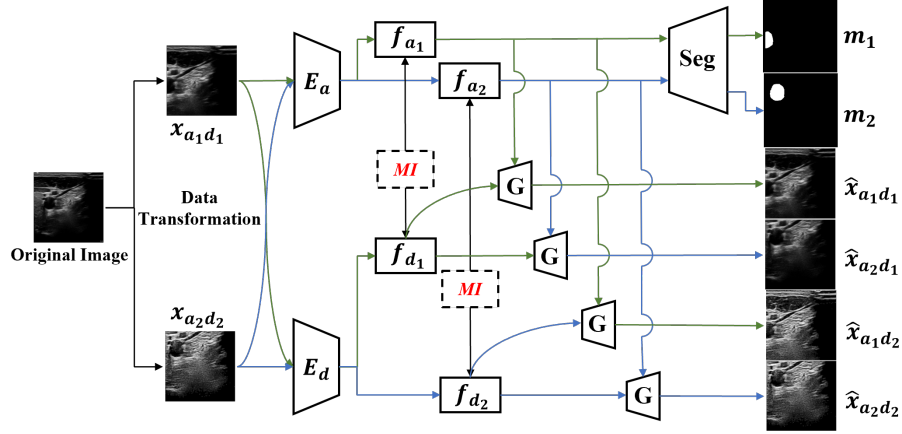 Original Image
x_{a_1 d_1}
Data
Transformation
x_{a_2 d_2}
E_a
E_d
f_{a_1}
f_{a_2}
MI
f_{d_1}
MI
f_{d_2}
G
G
G
G
Seg
m_1
m_2
x̂_{a_1 d_1}
x̂_{a_2 d_1}
x̂_{a_1 d_2}
x̂_{a_2 d_2}